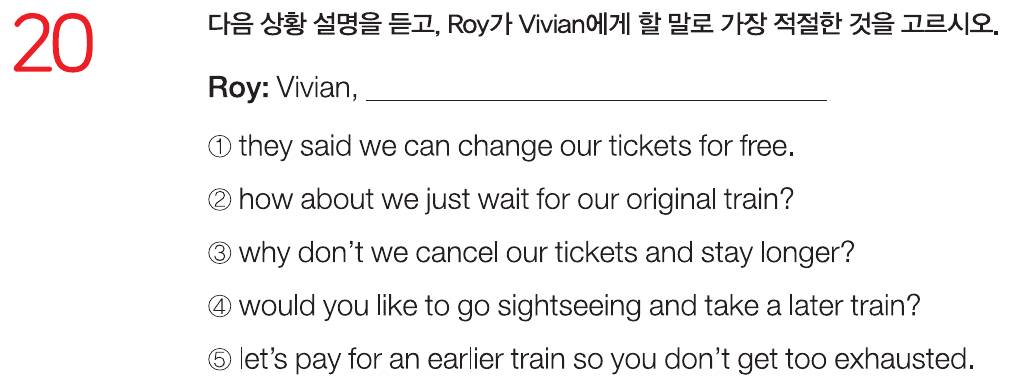 20
다음 상황 설명을 듣고, Roy가 Vivian에게 할 말로 가장 적절한 것을 고르시오.
Roy: Vivian, ______________________________
① they said we can change our tickets for free.
② how about we just wait for our original train?
③ why don’t we cancel our tickets and stay longer?
④ would you like to go sightseeing and take a later train?
⑤ let’s pay for an earlier train so you don’t get too exhausted.